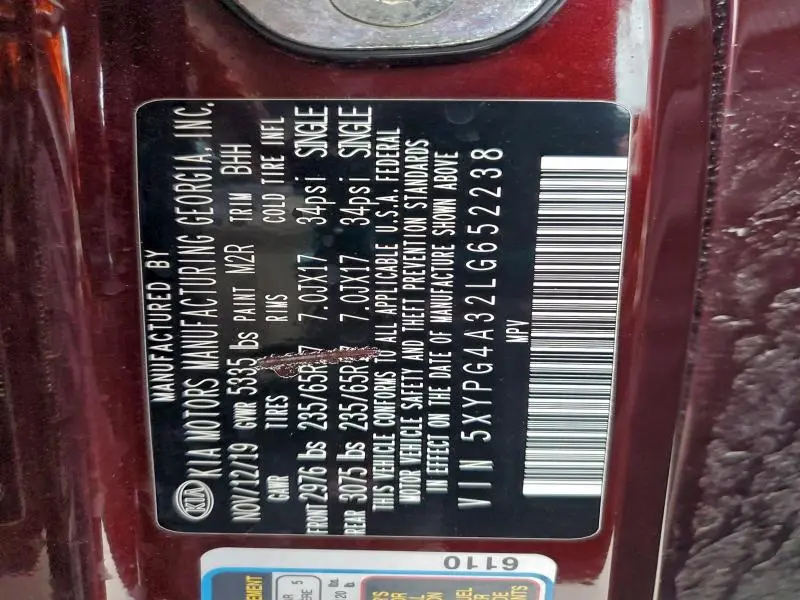 MANUFACTURED BY
KIA KIA MOTORS MANUFACTURING GEORGIA, INC.
NOV/12/19 GVWR 5335 lbs PAINT M2R TRIM BHH
GAWR TIRES RIMS COLD TIRE INFL
FRONT 2976 lbs 235/65R17 7.0JX17 34psi SINGLE
REAR 3075 lbs 235/65R17 7.0JX17 34psi SINGLE
THIS VEHICLE CONFORMS TO ALL APPLICABLE U.S.A. FEDERAL
MOTOR VEHICLE SAFETY AND THEFT PREVENTION STANDARDS
IN EFFECT ON THE DATE OF MANUFACTURE SHOWN ABOVE
VIN 5XYPG4A32LG652238
MPV
6110